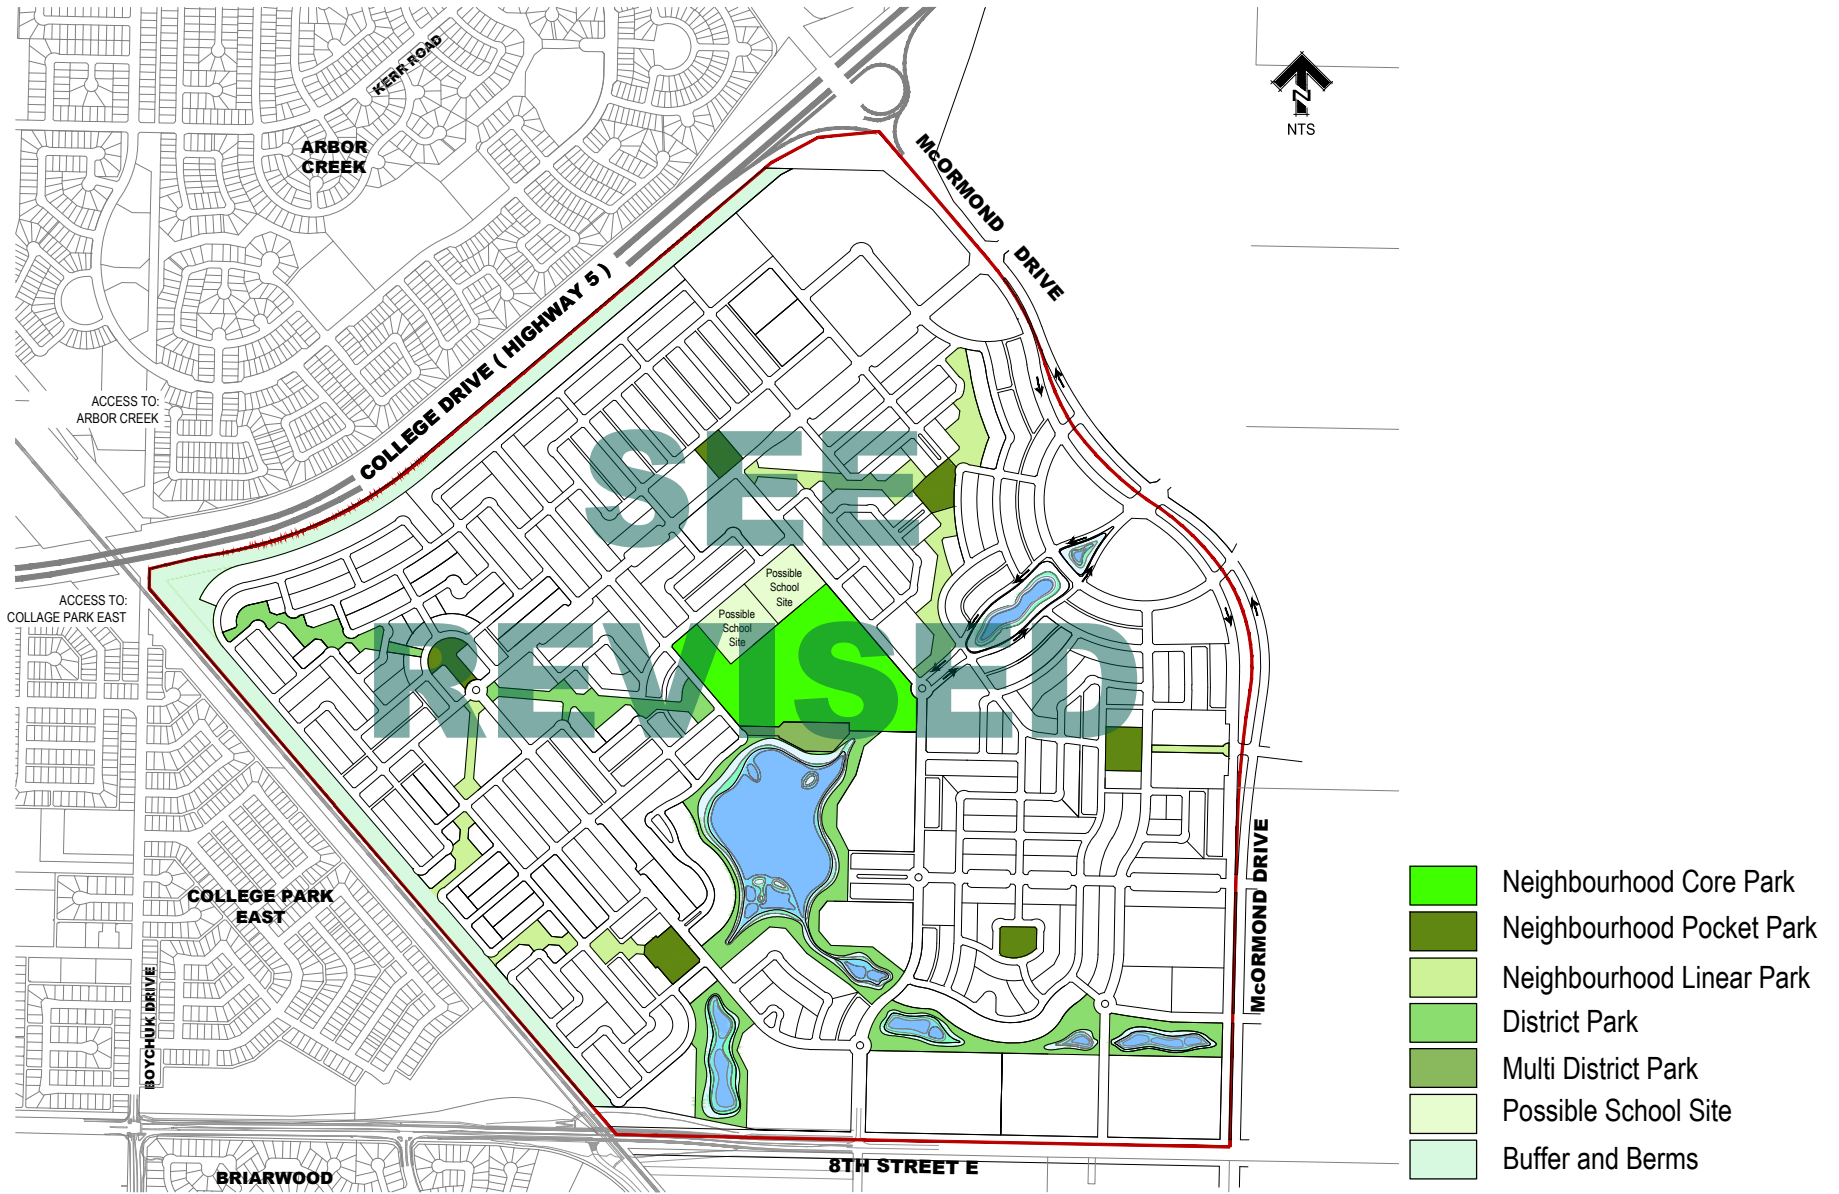 KERR ROAD
ARBOR
CREEK
NTS
McORMOND DRIVE
COLLEGE DRIVE ( HIGHWAY 5 )
ACCESS TO:
ARBOR CREEK
SEE
REVISED
Possible
School
Site
Possible
School
Site
ACCESS TO:
COLLAGE PARK EAST
COLLEGE PARK
EAST
BOYCHUK DRIVE
McORMOND DRIVE
8TH STREET E
BRIARWOOD
Neighbourhood Core Park
Neighbourhood Pocket Park
Neighbourhood Linear Park
District Park
Multi District Park
Possible School Site
Buffer and Berms